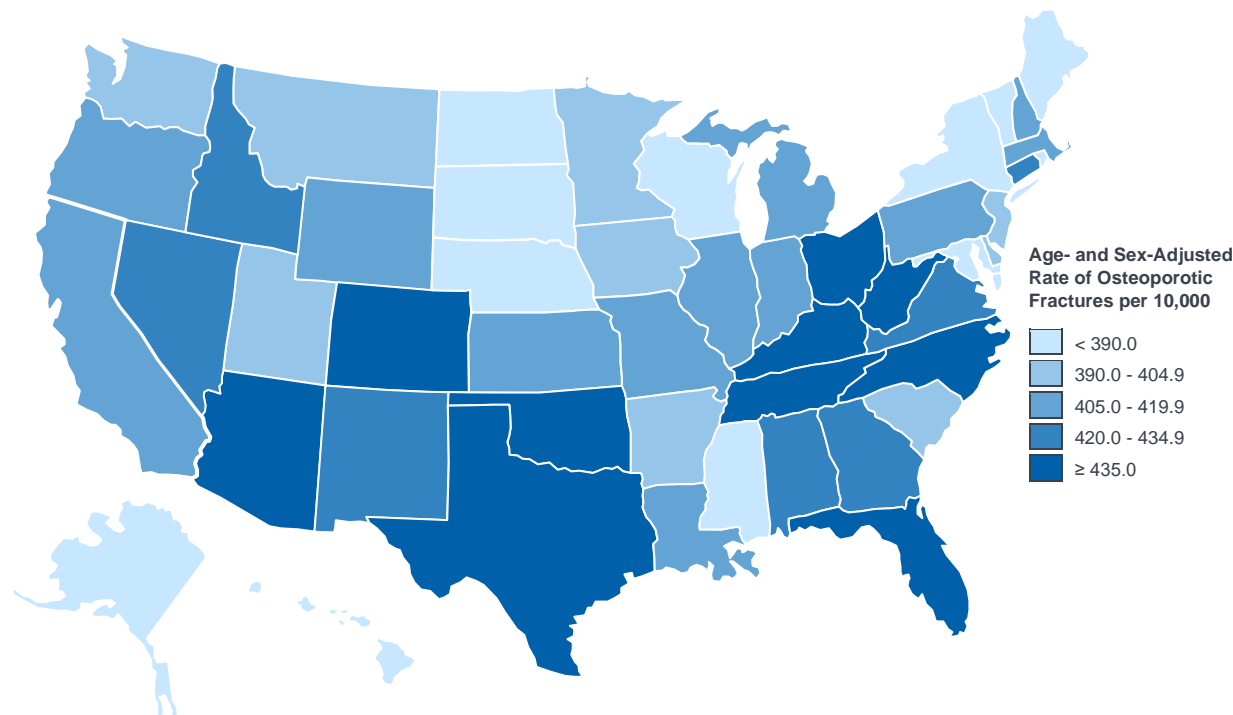 Age- and Sex-Adjusted
Rate of Osteoporotic
Fractures per 10,000
< 390.0
390.0 - 404.9
405.0 - 419.9
420.0 - 434.9
≥ 435.0